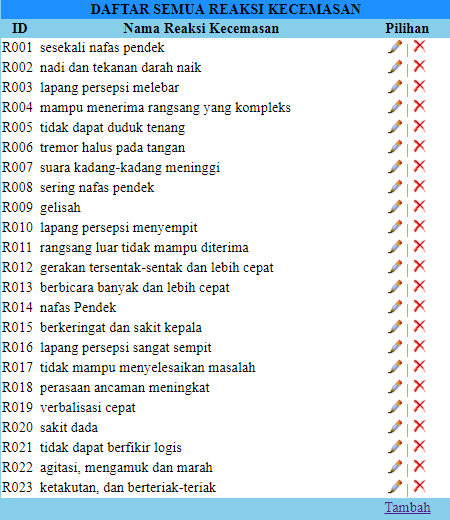 DAFTAR SEMUA REAKSI KECEMASAN
ID Nama Reaksi Kecemasan Pilihan
R001 sesekali nafas pendek |
R002 nadi dan tekanan darah naik |
R003 lapang persepsi melebar |
R004 mampu menerima rangsang yang kompleks |
R005 tidak dapat duduk tenang |
R006 tremor halus pada tangan |
R007 suara kadang-kadang meninggi |
R008 sering nafas pendek |
R009 gelisah |
R010 lapang persepsi menyempit |
R011 rangsang luar tidak mampu diterima |
R012 gerakan tersentak-sentak dan lebih cepat |
R013 berbicara banyak dan lebih cepat |
R014 nafas Pendek |
R015 berkeringat dan sakit kepala |
R016 lapang persepsi sangat sempit |
R017 tidak mampu menyelesaikan masalah |
R018 perasaan ancaman meningkat |
R019 verbalisasi cepat |
R020 sakit dada |
R021 tidak dapat berfikir logis |
R022 agitasi, mengamuk dan marah |
R023 ketakutan, dan berteriak-teriak |
Tambah